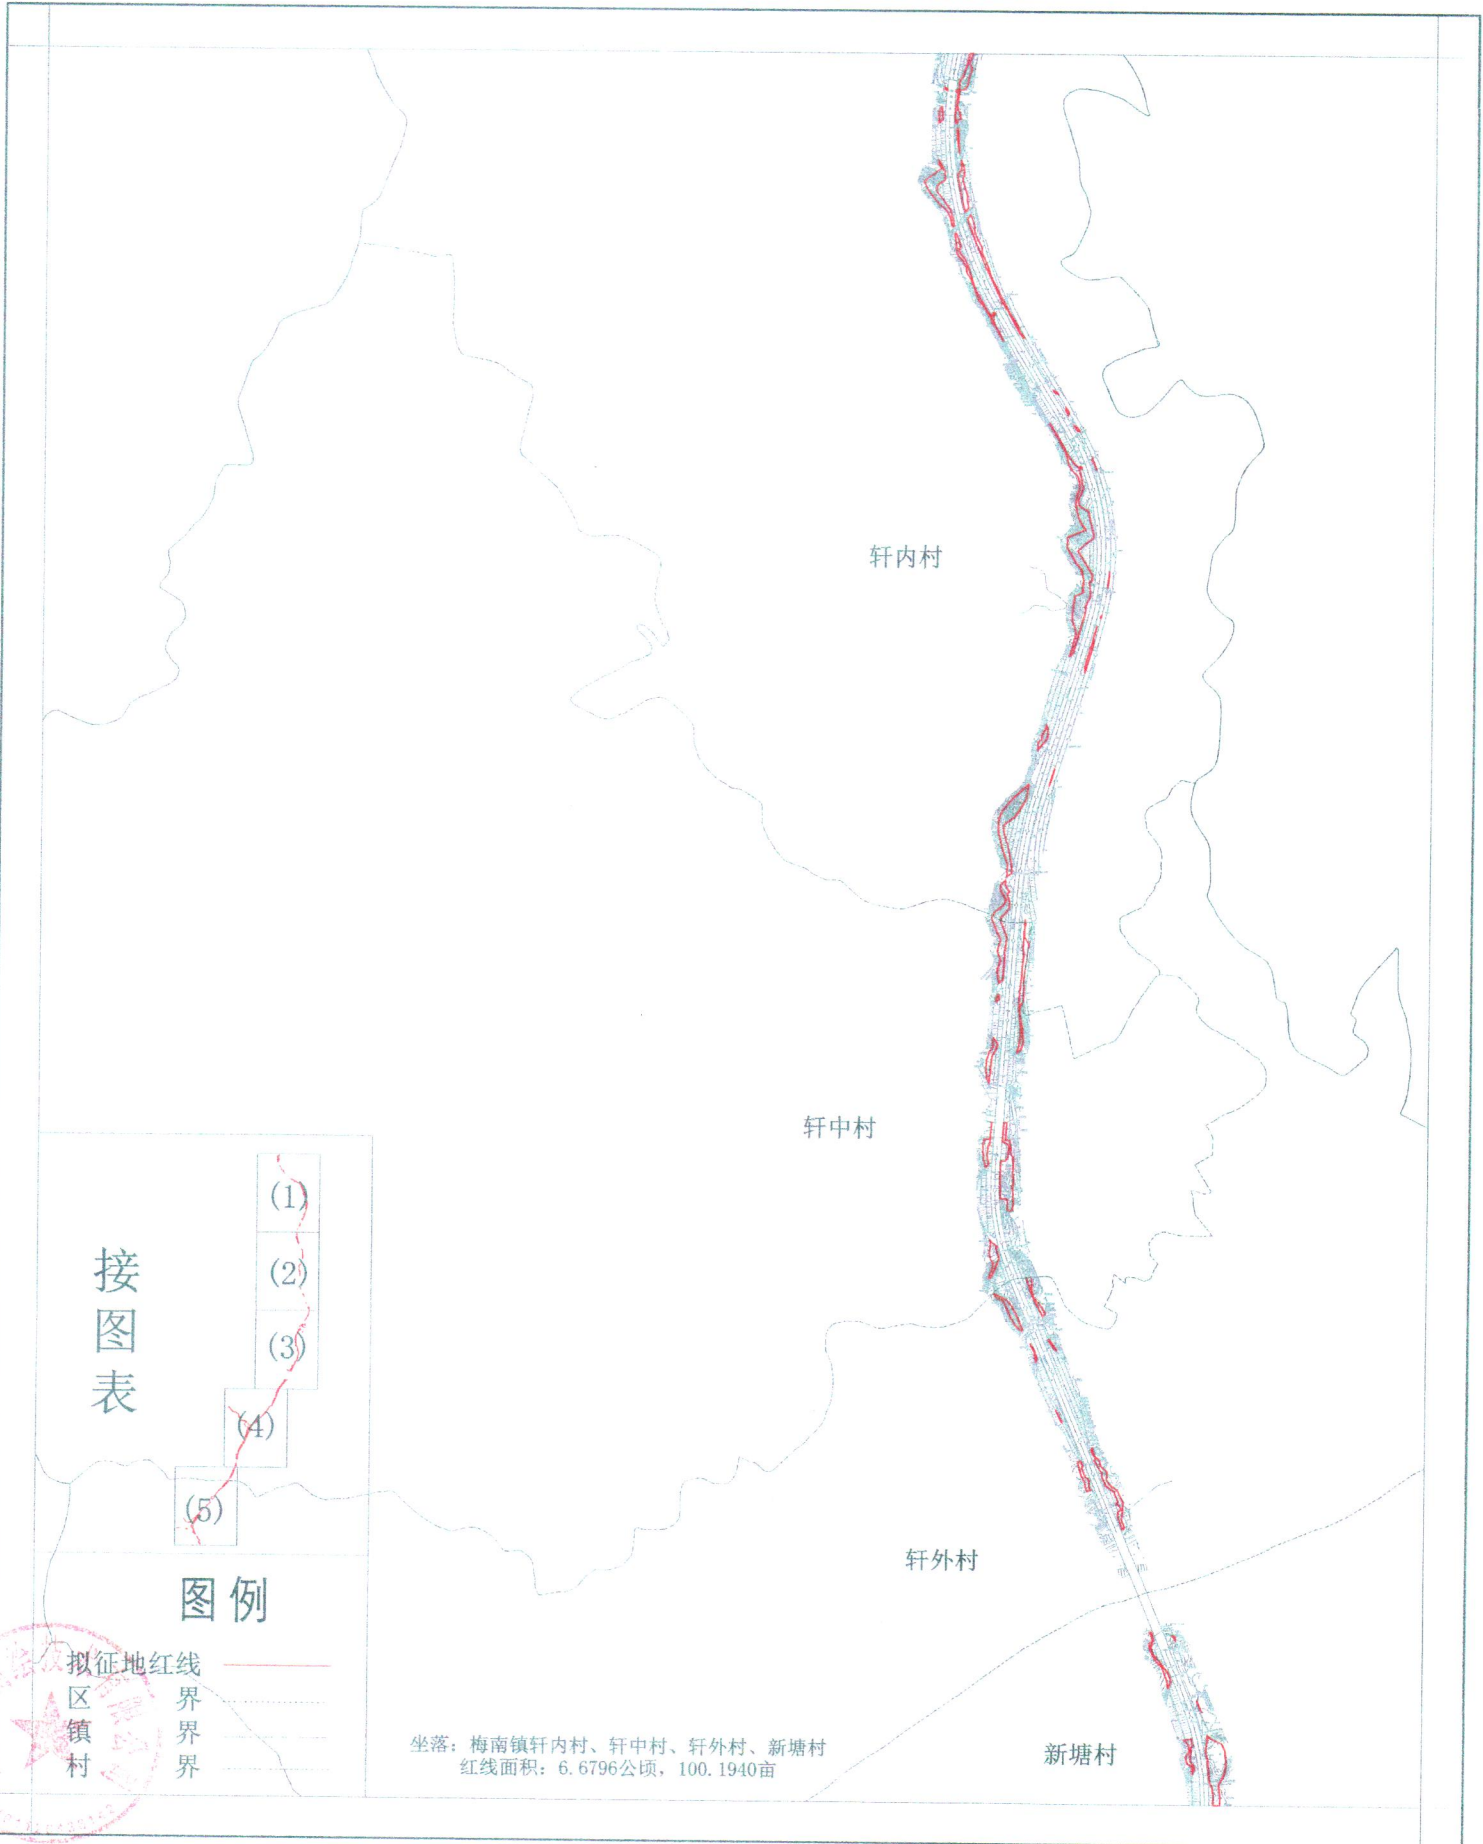 轩内村
轩中村
接图表
(1)
(2)
(3)
(4)
(5)
轩外村
图例
拟征地红线
区 界
镇 界
村 界
坐落：梅南镇轩内村、轩中村、轩外村、新塘村
红线面积：6.6796公顷，100.1940亩
新塘村